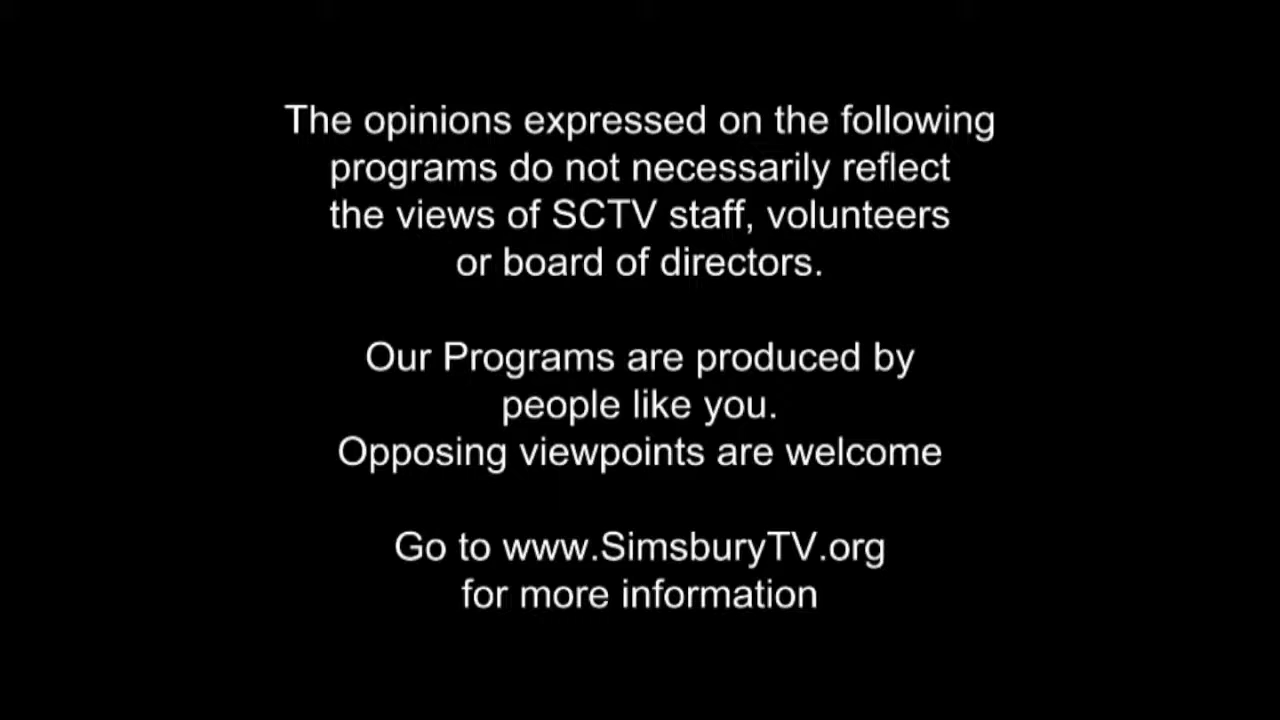 The opinions expressed on the following
programs do not necessarily reflect
the views of SCTV staff, volunteers
or board of directors.
Our Programs are produced by
people like you.
Opposing viewpoints are welcome
Go to www.SimsburyTV.org
for more information